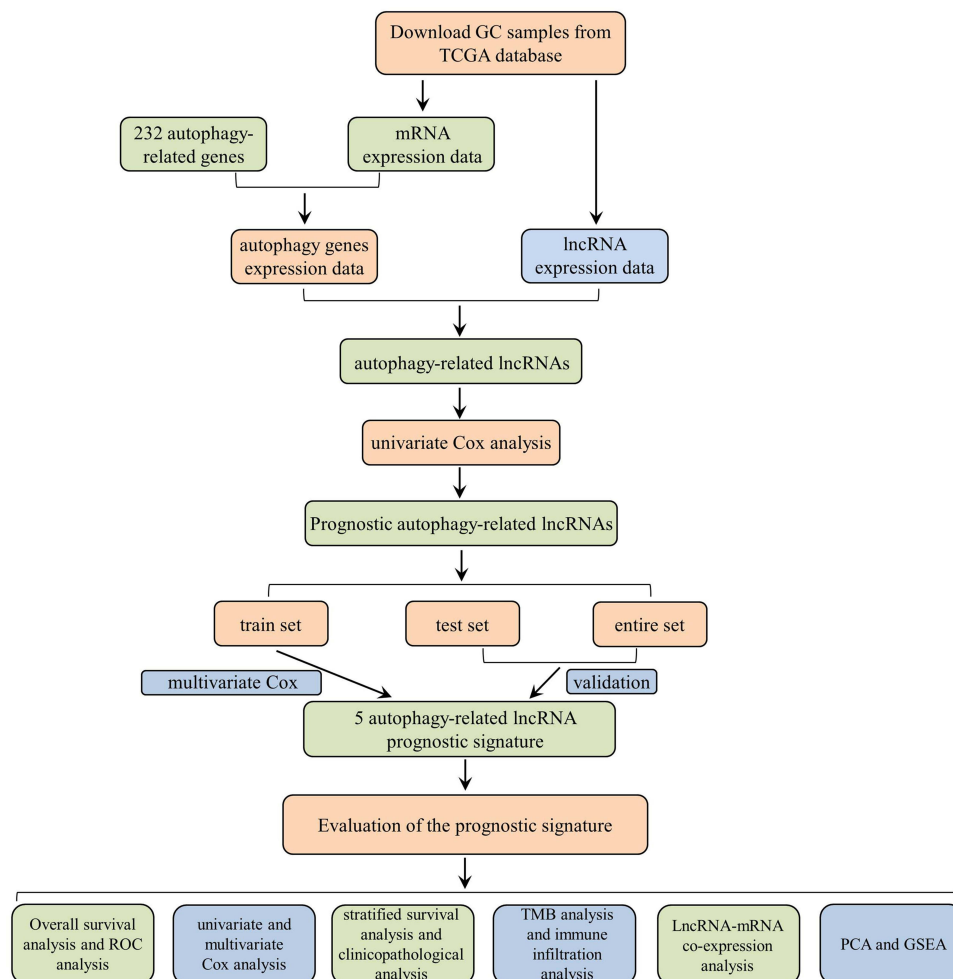 Download GC samples from
TCGA database
232 autophagy-
related genes
mRNA
expression data
autophagy genes
expression data
lncRNA
expression data
autophagy-related lncRNAs
univariate Cox analysis
Prognostic autophagy-related lncRNAs
train set
test set
entire set
multivariate Cox
validation
5 autophagy-related lncRNA
prognostic signature
Evaluation of the prognostic signature
Overall survival
analysis and ROC
analysis
univariate and
multivariate
Cox analysis
stratified survival
analysis and
clinicopathological
analysis
TMB analysis
and immune
infiltration
analysis
LncRNA-mRNA
co-expression
analysis
PCA and GSEA